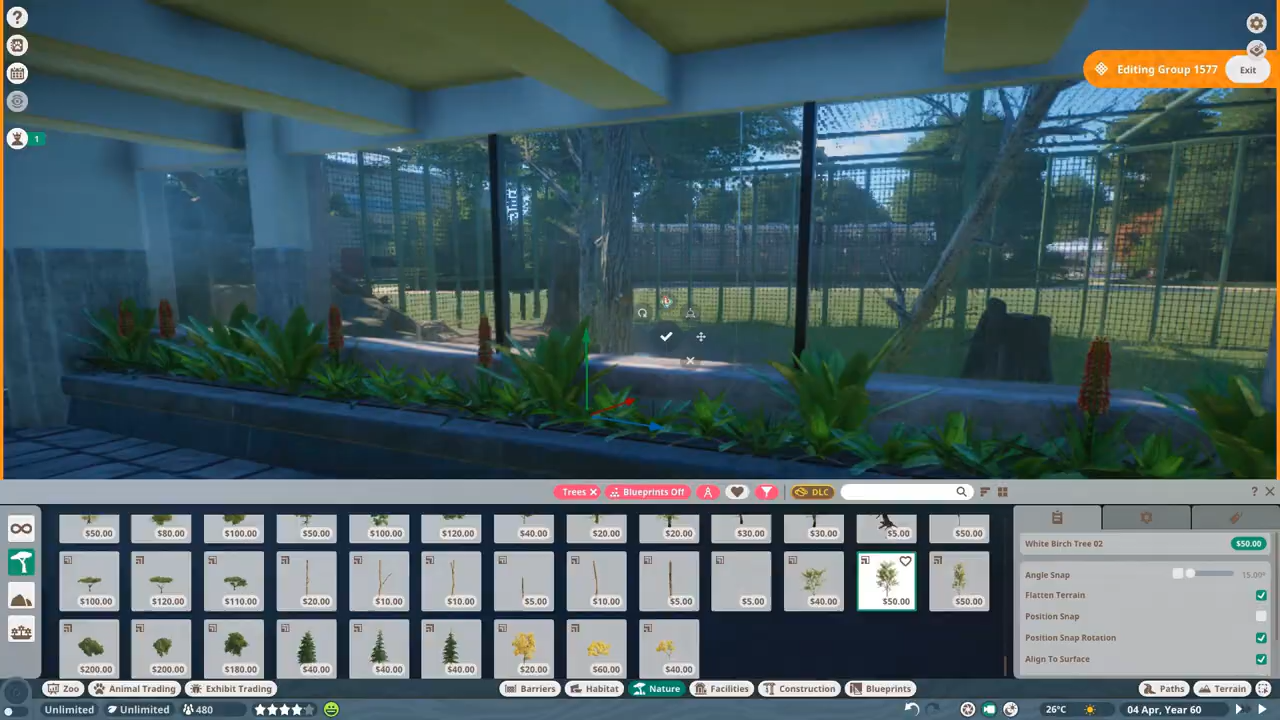 ?
Editing Group 1577
Exit
1
Trees ✕
Blueprints Off
DLC
? ✕
$50.00 $80.00 $100.00 $50.00 $100.00 $120.00 $40.00 $20.00 $20.00 $30.00 $30.00 $5.00 $50.00
$100.00 $120.00 $110.00 $20.00 $10.00 $10.00 $5.00 $10.00 $5.00 $5.00 $40.00 $50.00 $50.00
$200.00 $200.00 $180.00 $40.00 $40.00 $40.00 $20.00 $60.00 $40.00
White Birch Tree 02 $50.00
Angle Snap 15.00°
Flatten Terrain
Position Snap
Position Snap Rotation
Align To Surface
Zoo Animal Trading Exhibit Trading Barriers Habitat Nature Facilities Construction Blueprints Paths Terrain
Unlimited Unlimited 480 26°C 04 Apr, Year 60